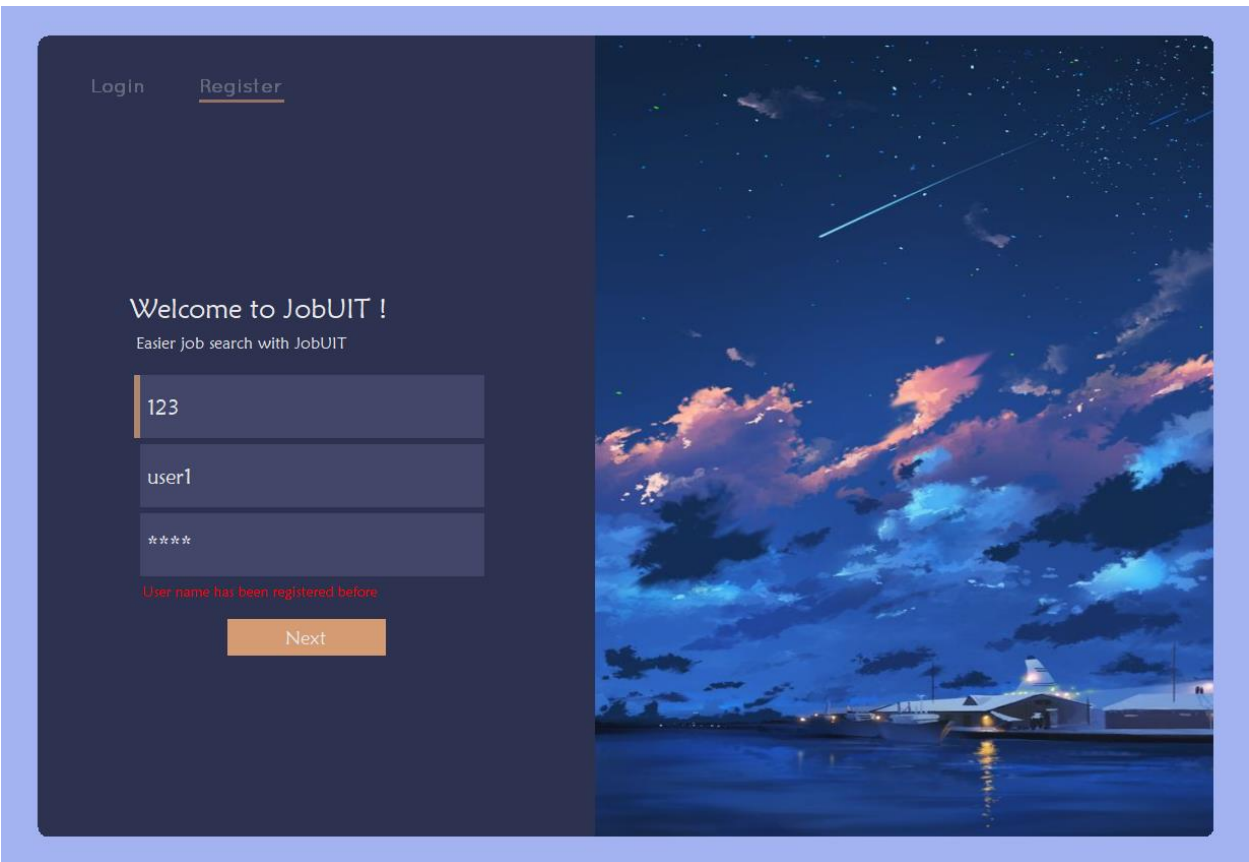 Login Register
Welcome to JobUIT !
Easier job search with JobUIT
123
user1
****
User name has been registered before
Next